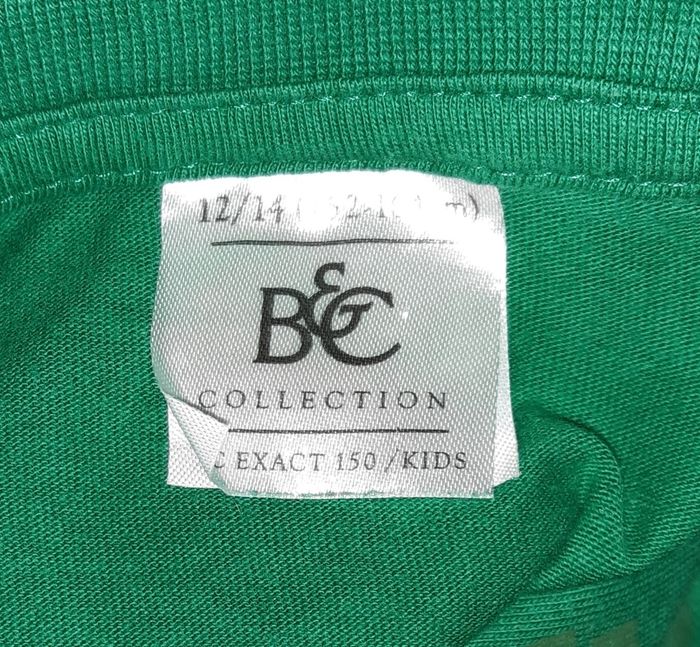 12/14
B&C
COLLECTION
EXACT 150/KIDS